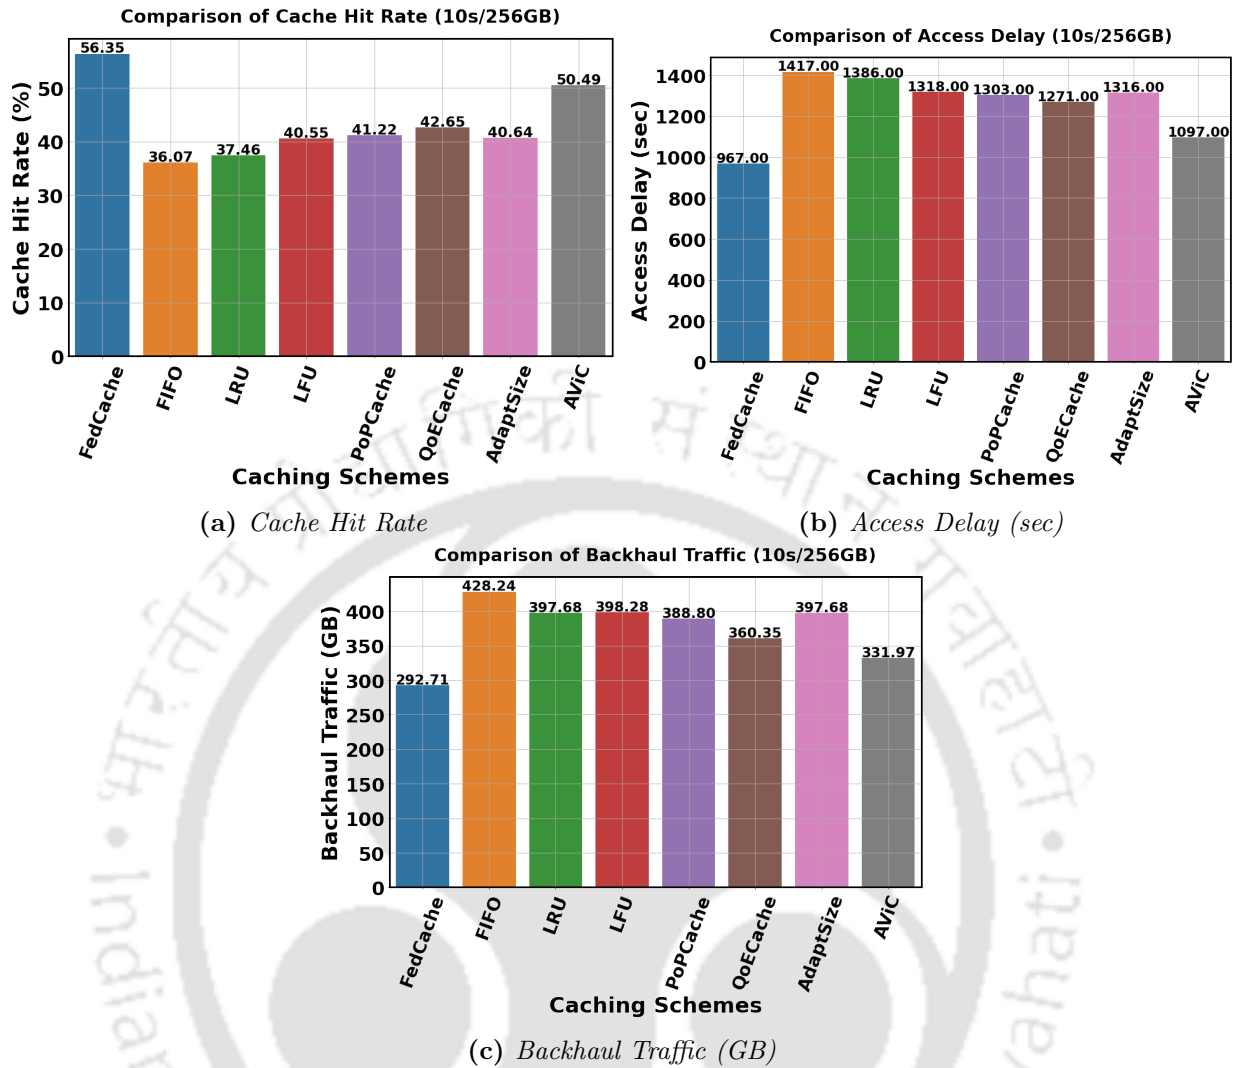 Comparison of Cache Hit Rate (10s/256GB)
Cache Hit Rate (%)
50
40
30
20
10
0
56.35
36.07
37.46
40.55
41.22
42.65
40.64
50.49
FedCache
FIFO
LRU
LFU
PoPCache
QoECache
AdaptSize
AViC
Caching Schemes
(a) Cache Hit Rate
Comparison of Access Delay (10s/256GB)
Access Delay (sec)
1400
1200
1000
800
600
400
200
0
967.00
1417.00
1386.00
1318.00
1303.00
1271.00
1316.00
1097.00
FedCache
FIFO
LRU
LFU
PoPCache
QoECache
AdaptSize
AViC
Caching Schemes
(b) Access Delay (sec)
Comparison of Backhaul Traffic (10s/256GB)
Backhaul Traffic (GB)
400
350
300
250
200
150
100
50
0
292.71
428.24
397.68
398.28
388.80
360.35
397.68
331.97
FedCache
FIFO
LRU
LFU
PoPCache
QoECache
AdaptSize
AViC
Caching Schemes
(c) Backhaul Traffic (GB)
Indian